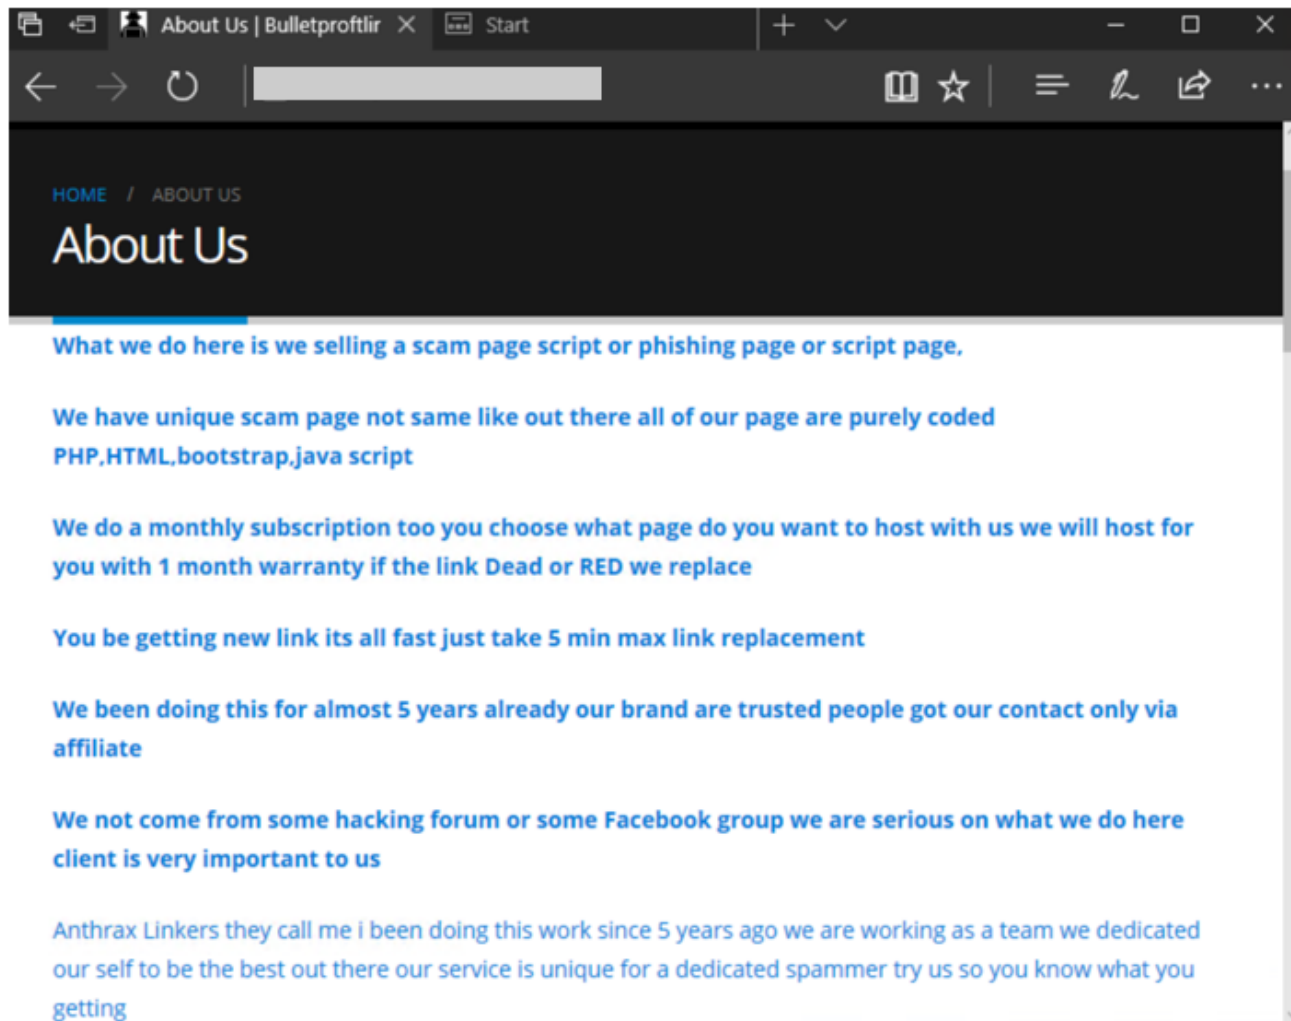 About Us | Bulletproftlir
Start
HOME / ABOUT US
About Us
What we do here is we selling a scam page script or phishing page or script page,
We have unique scam page not same like out there all of our page are purely coded
PHP,HTML,bootstrap,java script
We do a monthly subscription too you choose what page do you want to host with us we will host for
you with 1 month warranty if the link Dead or RED we replace
You be getting new link its all fast just take 5 min max link replacement
We been doing this for almost 5 years already our brand are trusted people got our contact only via
affiliate
We not come from some hacking forum or some Facebook group we are serious on what we do here
client is very important to us
Anthrax Linkers they call me i been doing this work since 5 years ago we are working as a team we dedicated
our self to be the best out there our service is unique for a dedicated spammer try us so you know what you
getting